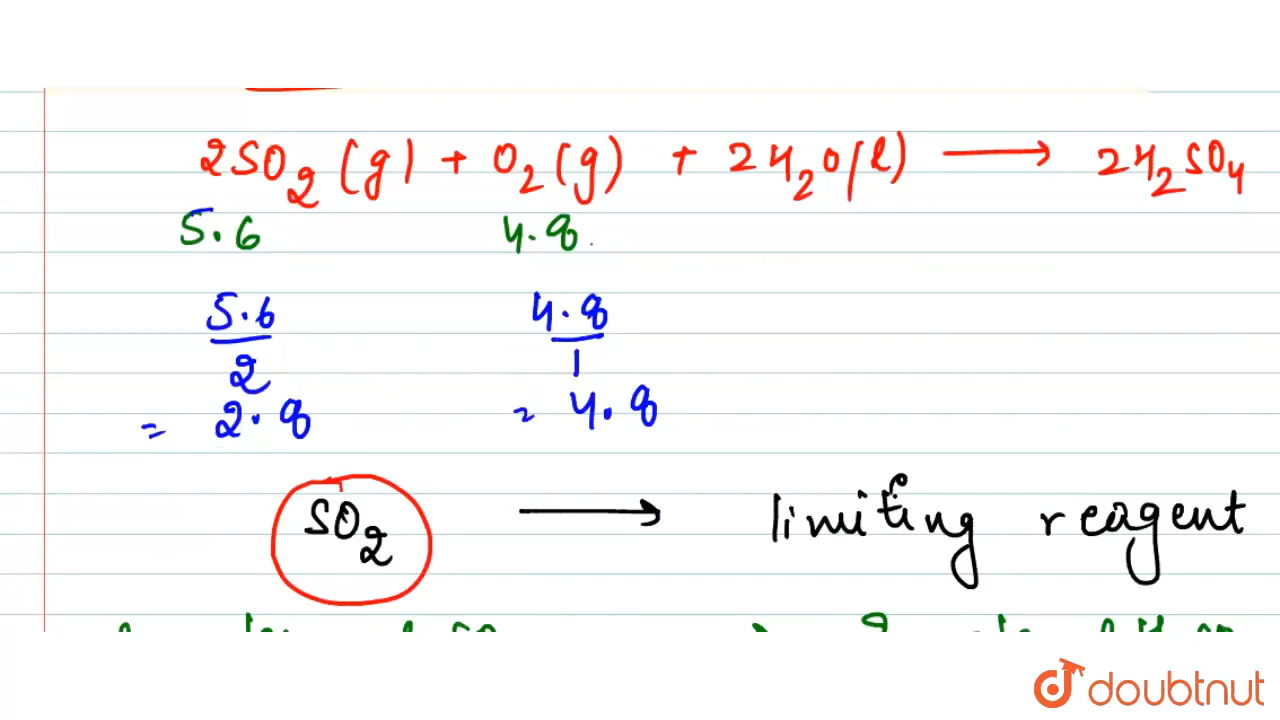 2SO₂ (g) + O₂ (g) + 2H₂O (l) ⟶ 2H₂SO₄
5.6 4.8
5.6/2 4.8/1
= 2.8 = 4.8
SO₂ ⟶ limiting reagent
doubtnut